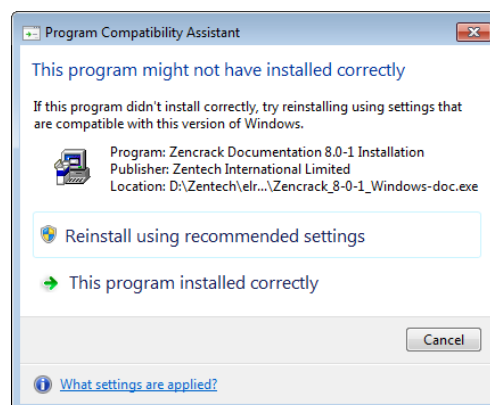 Program Compatibility Assistant
This program might not have installed correctly
If this program didn't install correctly, try reinstalling using settings that
are compatible with this version of Windows.
Program: Zencrack Documentation 8.0-1 Installation
Publisher: Zentech International Limited
Location: D:\Zentech\elr...\Zencrack_8-0-1_Windows-doc.exe
Reinstall using recommended settings
This program installed correctly
Cancel
What settings are applied?